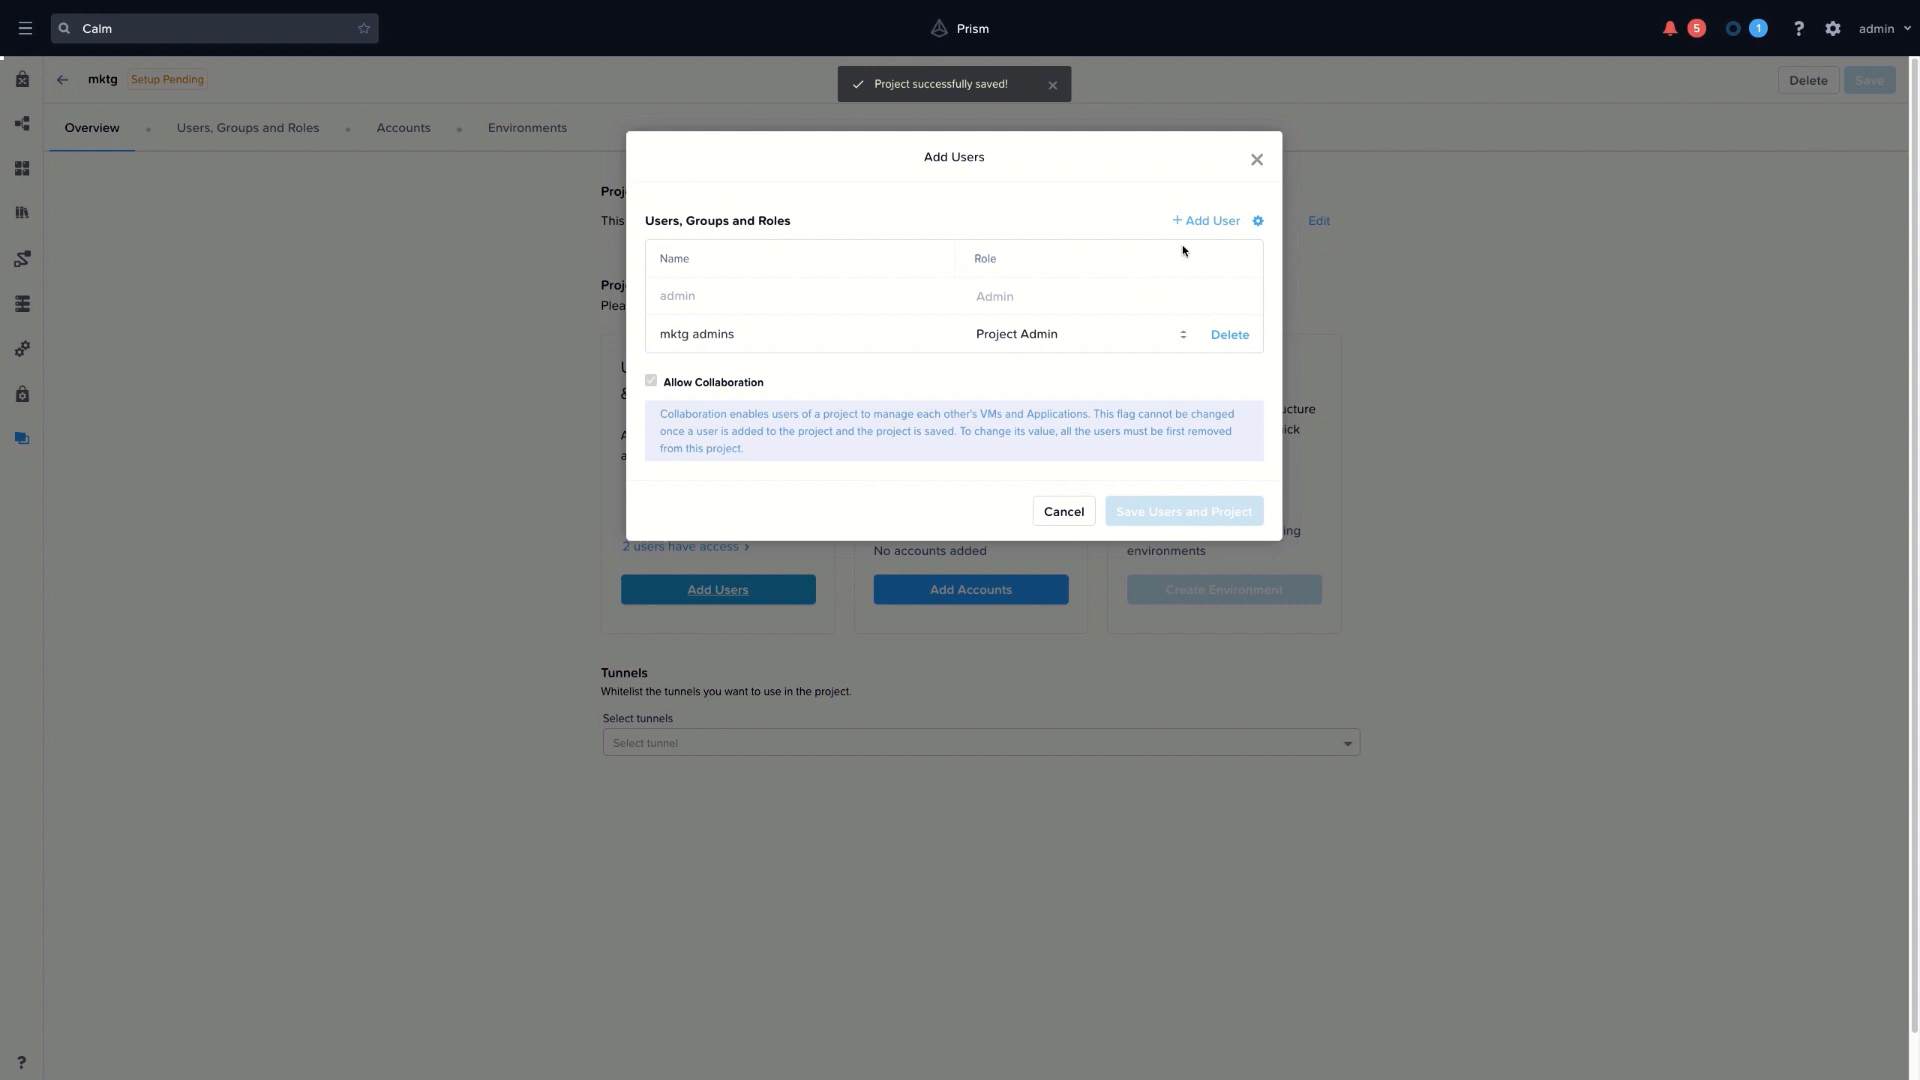 Calm
Prism
5
1
?
admin
mktg
Setup Pending
Project successfully saved!
Delete
Save
Overview
Users, Groups and Roles
Accounts
Environments
Add Users
Users, Groups and Roles
+ Add User
This
Edit
Name
Role
admin
Admin
mktg admins
Project Admin
Delete
Allow Collaboration
Collaboration enables users of a project to manage each other's VMs and Applications. This flag cannot be changed
once a user is added to the project and the project is saved. To change its value, all the users must be first removed
from this project.
Cancel
Save Users and Project
2 users have access ›
No accounts added
environments
Add Users
Add Accounts
Create Environment
Tunnels
Whitelist the tunnels you want to use in the project.
Select tunnels
Select tunnel
?